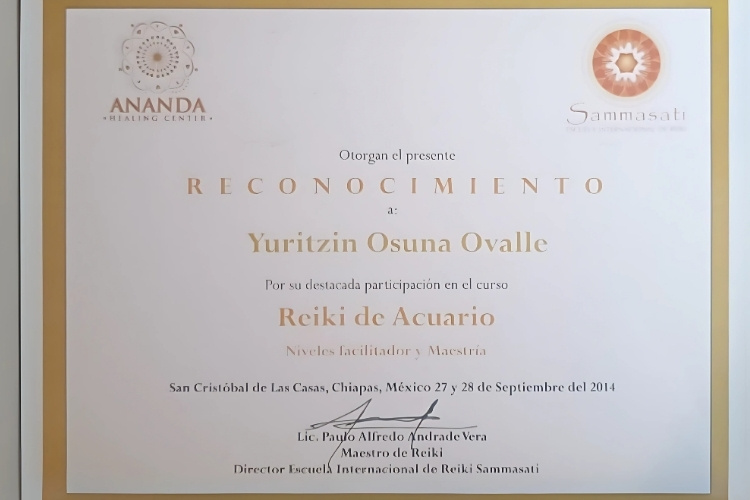 ANANDA
•HEALING CENTER•
Sammasati
Otorgan el presente
RECONOCIMIENTO
a:
Yuritzin Osuna Ovalle
Por su destacada participación en el curso
Reiki de Acuario
Niveles facilitador y Maestría
San Cristóbal de Las Casas, Chiapas, México 27 y 28 de Septiembre del 2014
Lic. Paulo Alfredo Andrade Vera
Maestro de Reiki
Director Escuela Internacional de Reiki Sammasati